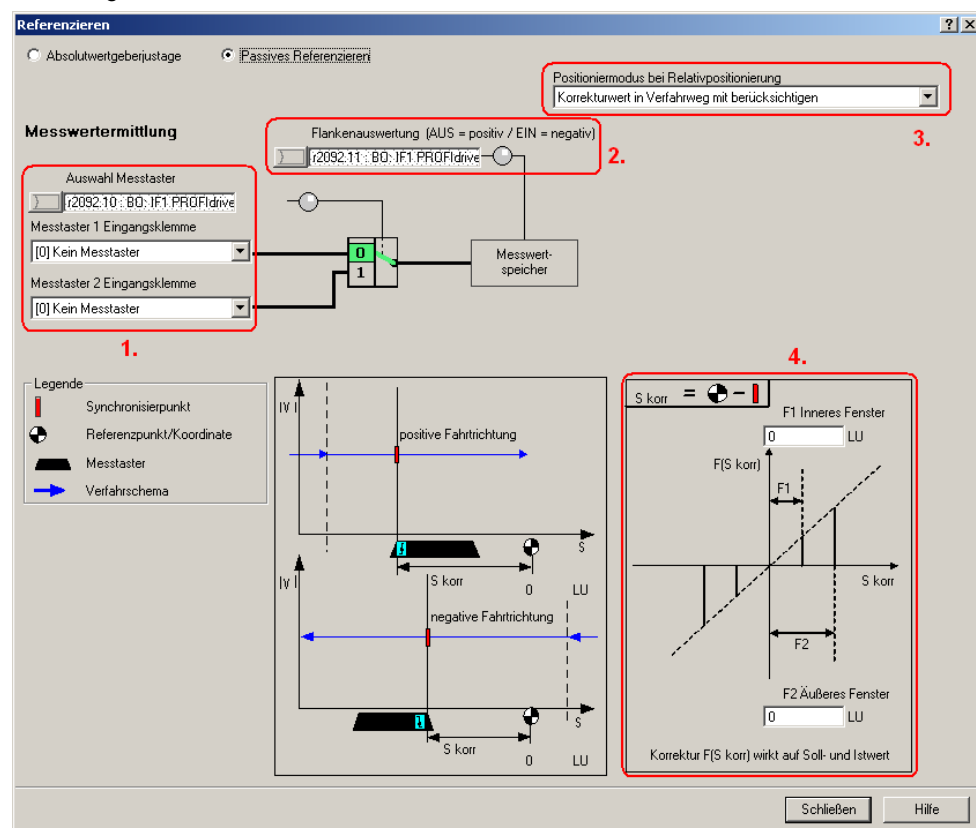 Referenzieren
Absolutwertgeberjustage
Passives Referenzieren
Positioniermodus bei Relativpositionierung
Korrekturwert in Verfahrweg mit berücksichtigen
3.
Messwertermittlung
Flankenauswertung (AUS = positiv / EIN = negativ)
r2092.11 : BO: IF1 PROFIdrive
2.
Auswahl Messtaster
r2092.10 : BO: IF1 PROFIdrive
Messtaster 1 Eingangsklemme
[0] Kein Messtaster
Messtaster 2 Eingangsklemme
[0] Kein Messtaster
0
1
Messwert-
speicher
1.
4.
Legende
Synchronisierpunkt
Referenzpunkt/Koordinate
Messtaster
Verfahrschema
IV I
positive Fahrtrichtung
S
S korr
0
LU
IV I
negative Fahrtrichtung
S
S korr
0
LU
S korr = -
F1 Inneres Fenster
0
LU
F(S korr)
F1
S korr
F2
F2 Äußeres Fenster
0
LU
Korrektur F(S korr) wirkt auf Soll- und Istwert
Schließen
Hilfe